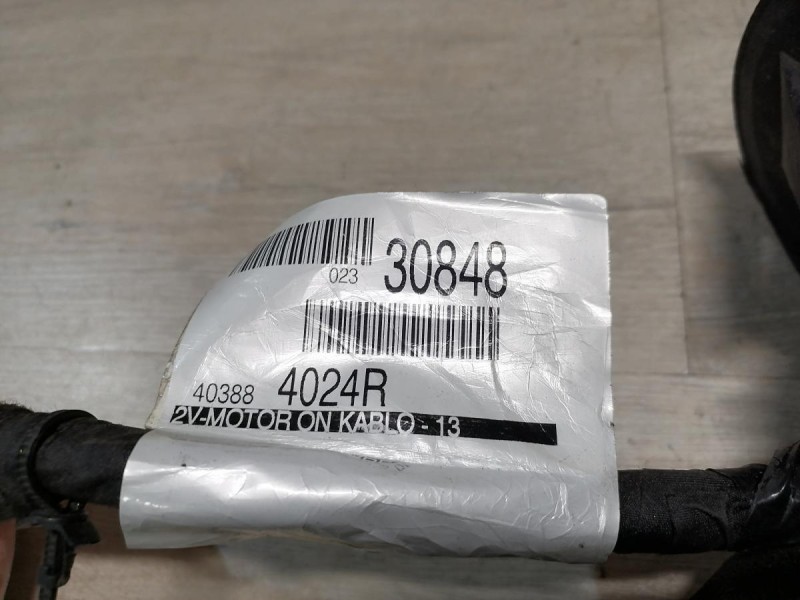 023 30848
40388 4024R
2V-MOTOR ON KABLO - 13